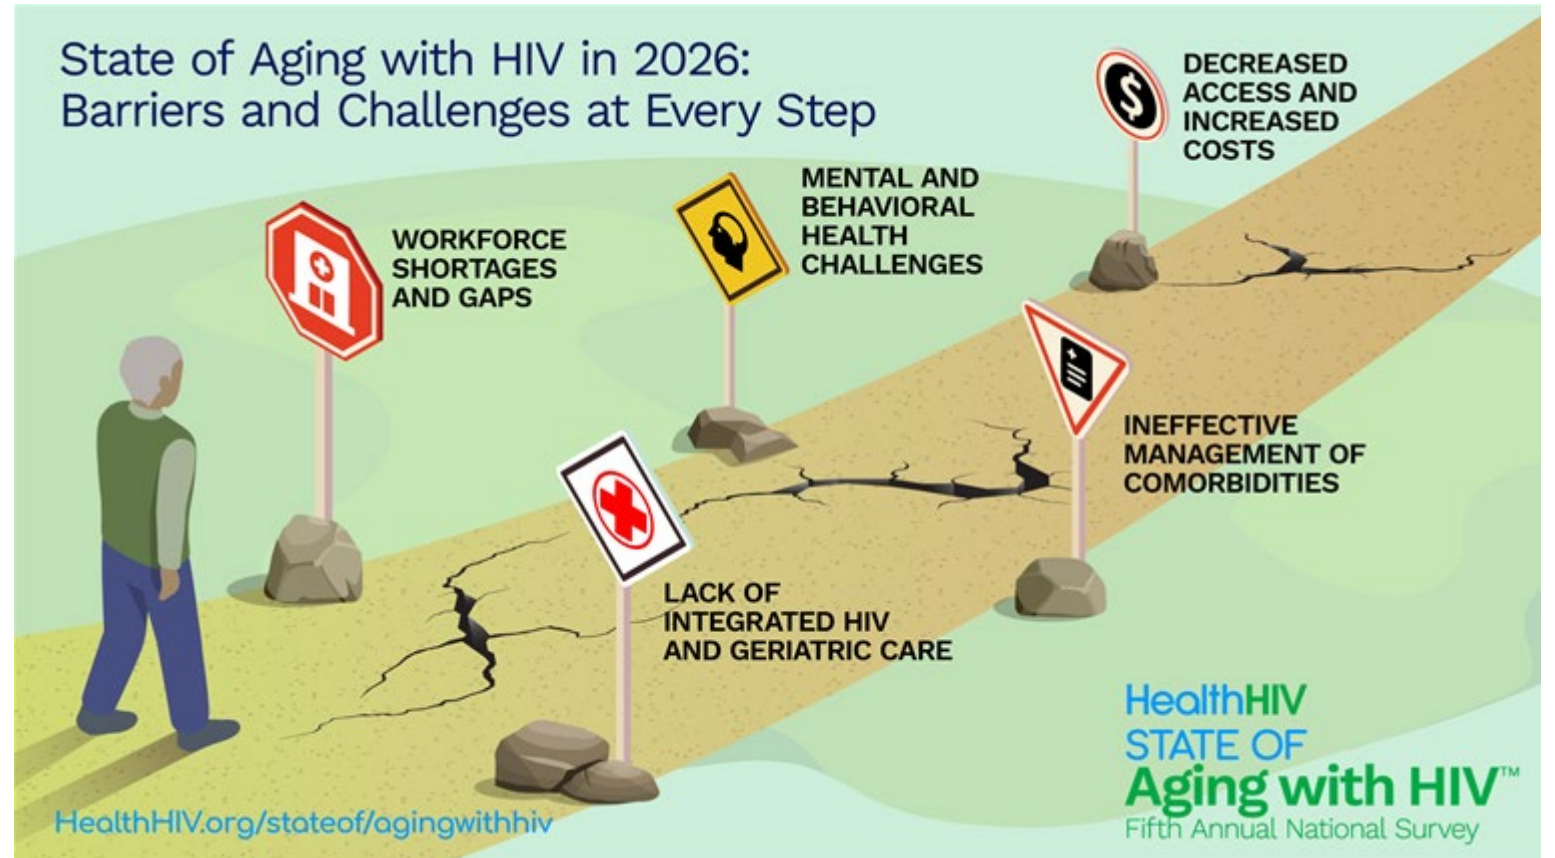 State of Aging with HIV in 2026:
Barriers and Challenges at Every Step
WORKFORCE
SHORTAGES
AND GAPS
MENTAL AND
BEHAVIORAL
HEALTH
CHALLENGES
DECREASED
ACCESS AND
INCREASED
COSTS
$
LACK OF
INTEGRATED HIV
AND GERIATRIC CARE
INEFFECTIVE
MANAGEMENT OF
COMORBIDITIES
HealthHIV.org/stateof/agingwithhiv
HealthHIV
STATE OF
Aging with HIV™
Fifth Annual National Survey